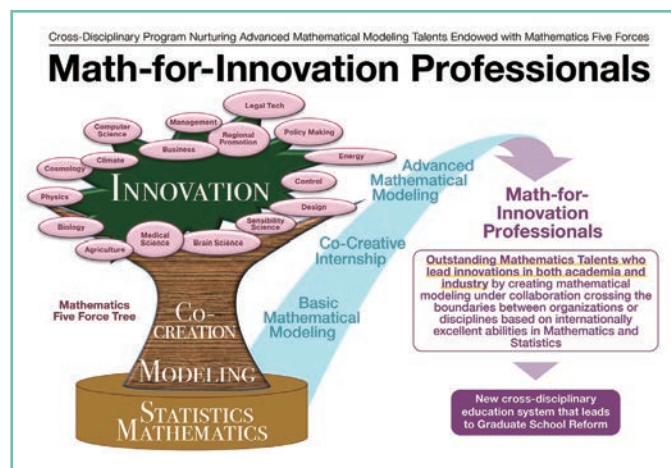 Cross-Disciplinary Program Nurturing Advanced Mathematical Modeling Talents Endowed with Mathematics Five Forces
Math-for-Innovation Professionals
Legal Tech
Management
Computer
Science
Regional
Promotion
Policy Making
Business
Climate
Energy
Cosmology
INNOVATION
Control
Physics
Design
Biology
Sensibility
Science
Medical
Science
Brain Science
Agriculture
Mathematics
Five Force Tree
CO-
CREATION
MODELING
STATISTICS
MATHEMATICS
Advanced
Mathematical
Modeling
Co-Creative
Internship
Basic
Mathematical
Modeling
Math-for-
Innovation
Professionals
Outstanding Mathematics Talents who
lead innovations in both academia and
industry by creating mathematical
modeling under collaboration crossing the
boundaries between organizations or
disciplines based on internationally
excellent abilities in Mathematics and
Statistics
New cross-disciplinary
education system that leads
to Graduate School Reform